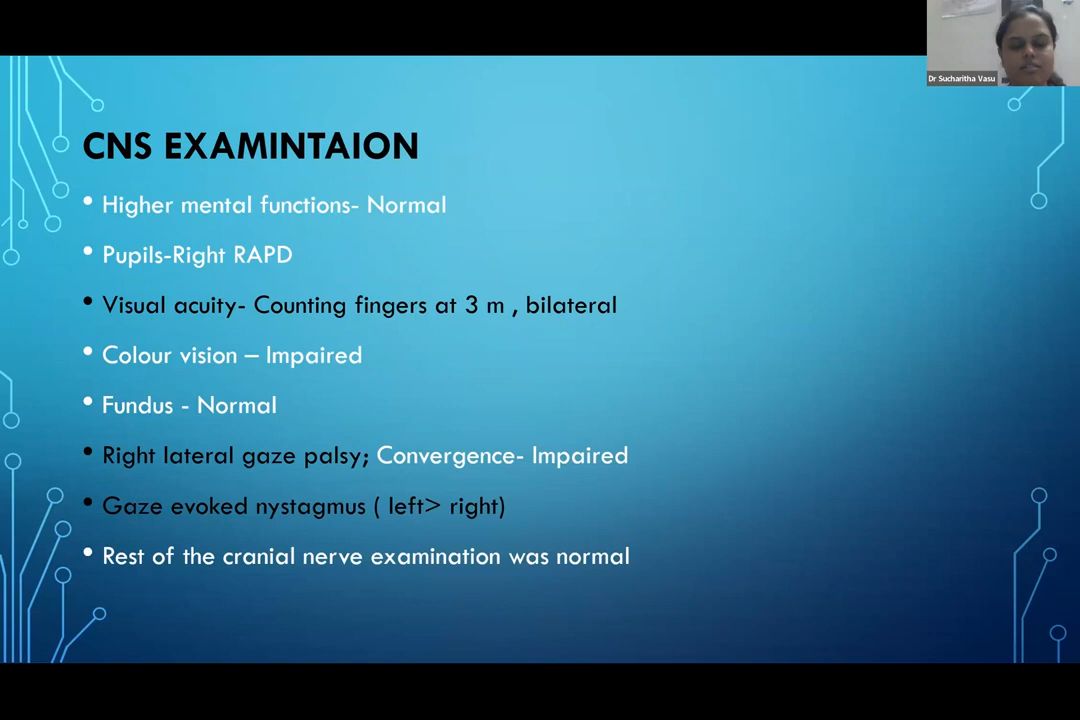 Dr Sucharitha Vasu
CNS EXAMINTAION
• Higher mental functions- Normal
• Pupils-Right RAPD
• Visual acuity- Counting fingers at 3 m , bilateral
• Colour vision – Impaired
• Fundus - Normal
• Right lateral gaze palsy; Convergence- Impaired
• Gaze evoked nystagmus ( left> right)
• Rest of the cranial nerve examination was normal